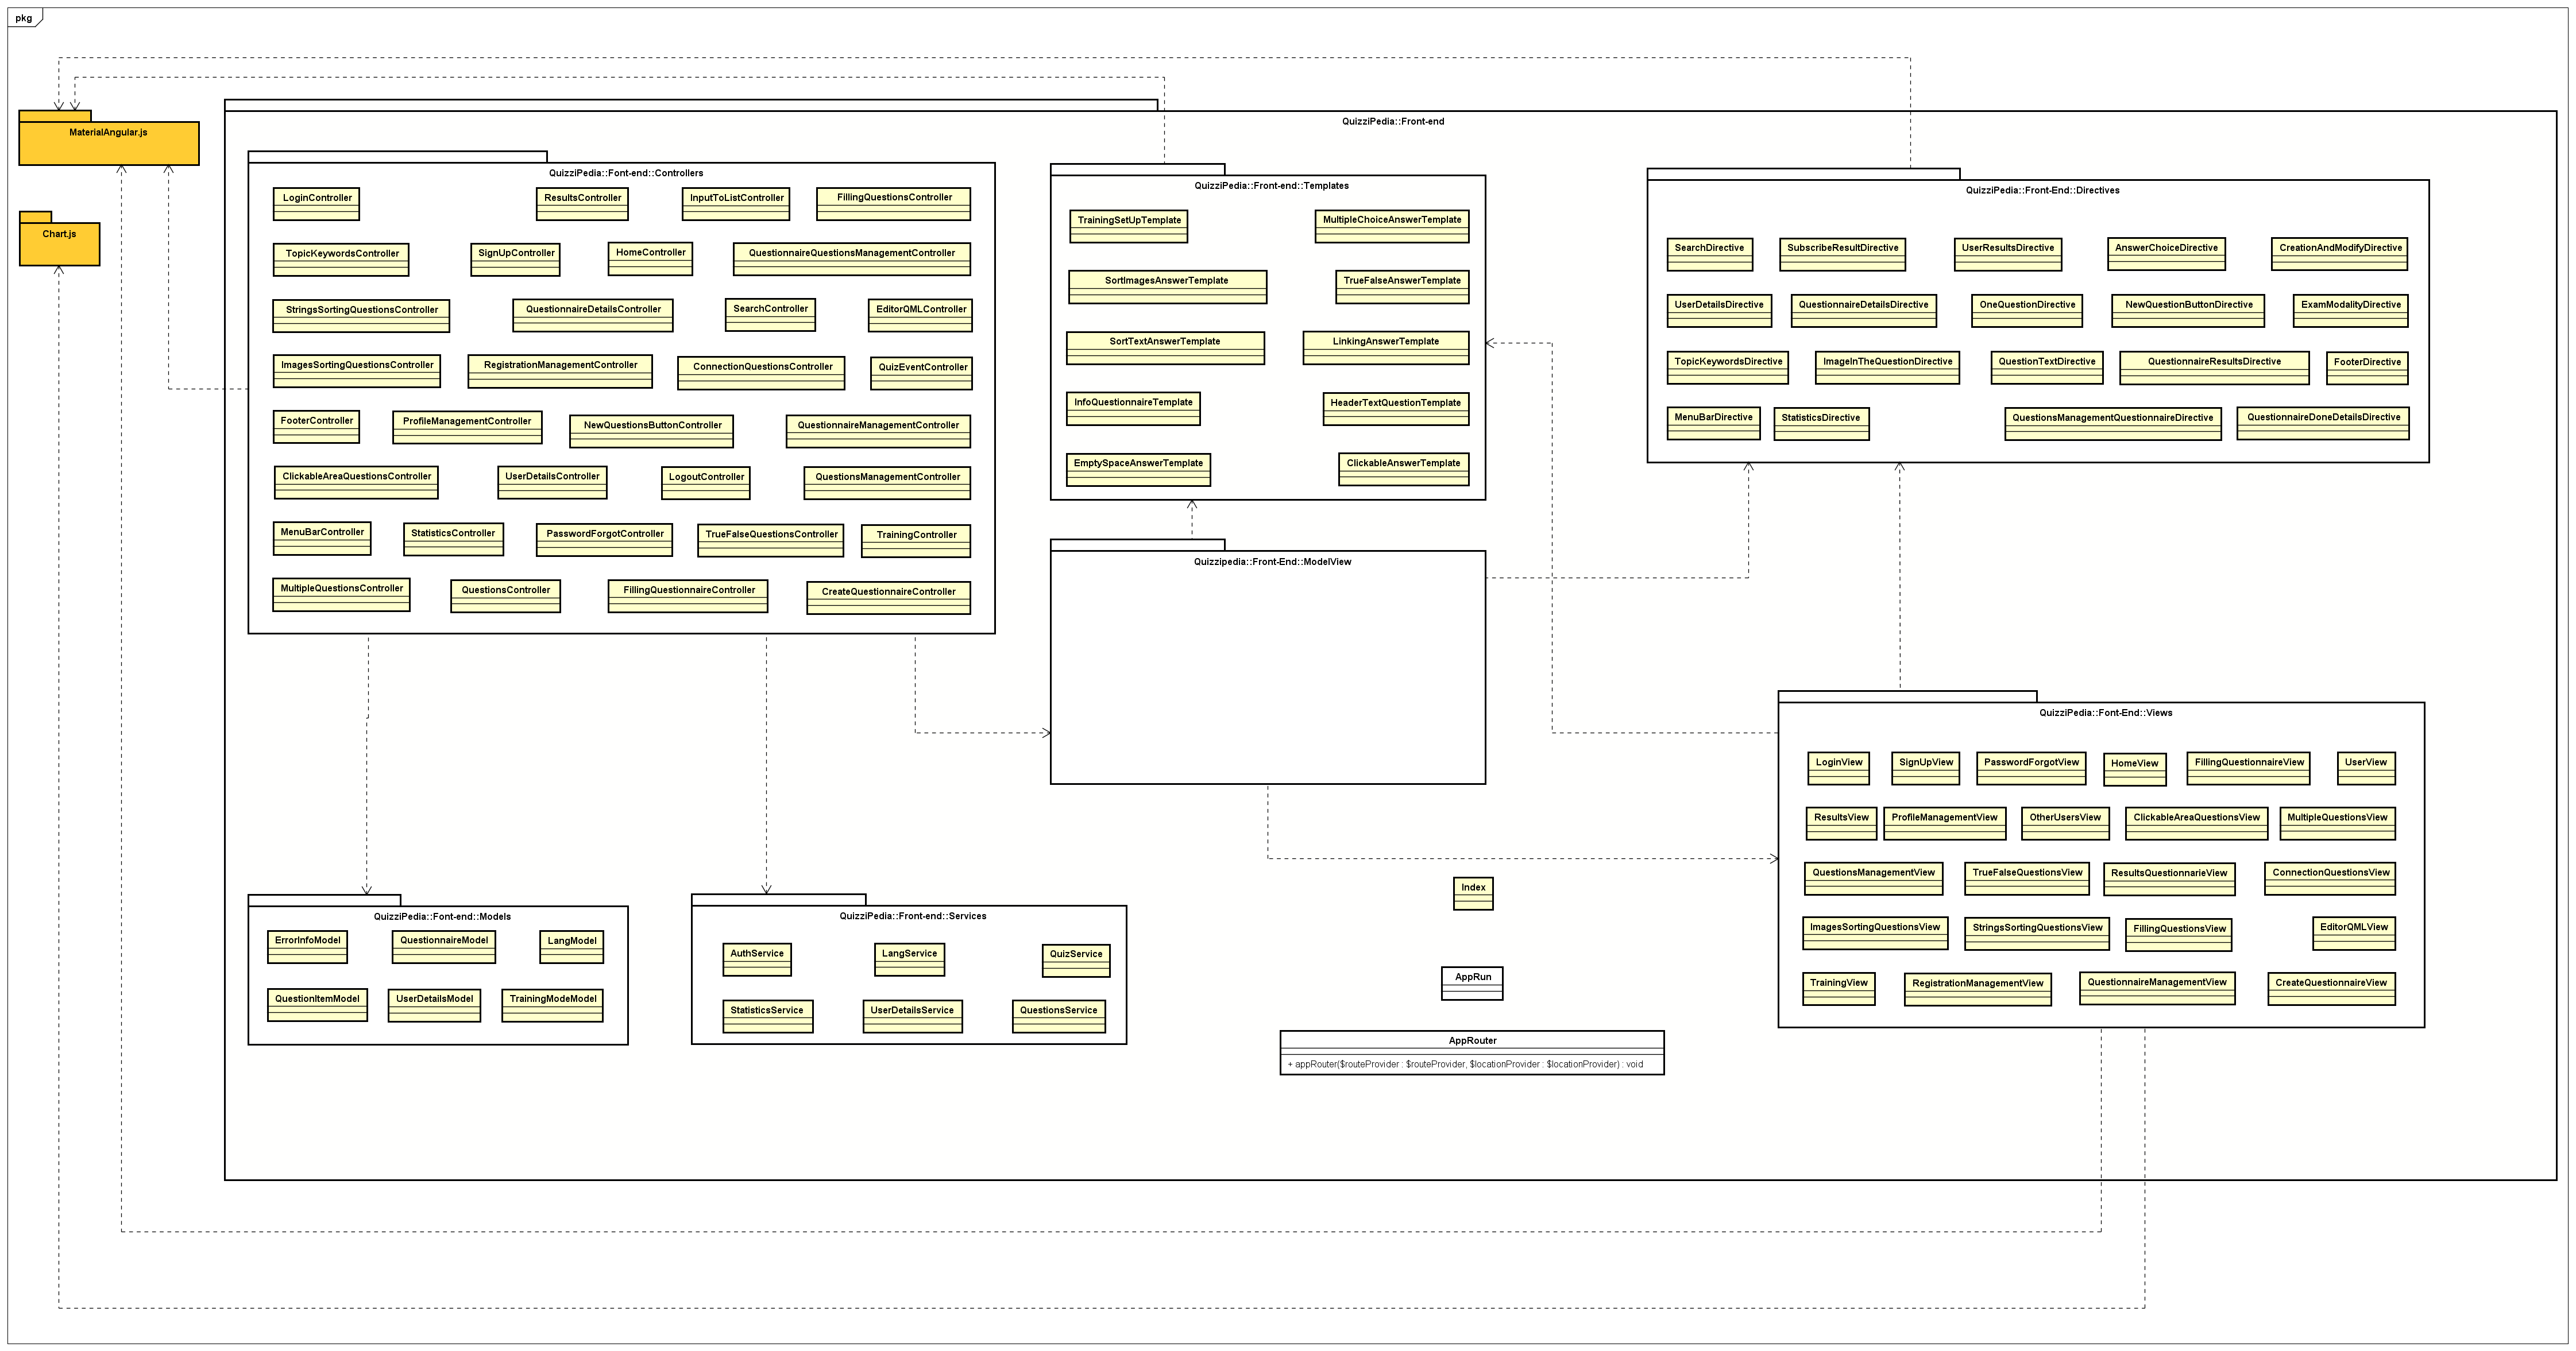 pkg
MaterialAngular.js
Chart.js
QuizziPedia::Front-end
QuizziPedia::Font-end::Controllers
LoginController
ResultsController
InputToListController
FillingQuestionsController
TopicKeywordsController
SignUpController
HomeController
QuestionnaireQuestionsManagementController
StringsSortingQuestionsController
QuestionnaireDetailsController
SearchController
EditorQMLController
ImagesSortingQuestionsController
RegistrationManagementController
ConnectionQuestionsController
QuizEventController
FooterController
ProfileManagementController
NewQuestionsButtonController
QuestionnaireManagementController
ClickableAreaQuestionsController
UserDetailsController
LogoutController
QuestionsManagementController
MenuBarController
StatisticsController
PasswordForgotController
TrueFalseQuestionsController
TrainingController
MultipleQuestionsController
QuestionsController
FillingQuestionnaireController
CreateQuestionnaireController
QuizziPedia::Front-end::Templates
TrainingSetUpTemplate
MultipleChoiceAnswerTemplate
SortImagesAnswerTemplate
TrueFalseAnswerTemplate
SortTextAnswerTemplate
LinkingAnswerTemplate
InfoQuestionnaireTemplate
HeaderTextQuestionTemplate
EmptySpaceAnswerTemplate
ClickableAnswerTemplate
QuizziPedia::Front-End::Directives
SearchDirective
SubscribeResultDirective
UserResultsDirective
AnswerChoiceDirective
CreationAndModifyDirective
UserDetailsDirective
QuestionnaireDetailsDirective
OneQuestionDirective
NewQuestionButtonDirective
ExamModalityDirective
TopicKeywordsDirective
ImageInTheQuestionDirective
QuestionTextDirective
QuestionnaireResultsDirective
FooterDirective
MenuBarDirective
StatisticsDirective
QuestionsManagementQuestionnaireDirective
QuestionnaireDoneDetailsDirective
Quizzipedia::Front-End::ModelView
QuizziPedia::Font-End::Views
LoginView
SignUpView
PasswordForgotView
HomeView
FillingQuestionnaireView
UserView
ResultsView
ProfileManagementView
OtherUsersView
ClickableAreaQuestionsView
MultipleQuestionsView
QuestionsManagementView
TrueFalseQuestionsView
ResultsQuestionnarieView
ConnectionQuestionsView
ImagesSortingQuestionsView
StringsSortingQuestionsView
FillingQuestionsView
EditorQMLView
TrainingView
RegistrationManagementView
QuestionnaireManagementView
CreateQuestionnaireView
QuizziPedia::Font-end::Models
ErrorInfoModel
QuestionnaireModel
LangModel
QuestionItemModel
UserDetailsModel
TrainingModeModel
QuizziPedia::Front-end::Services
AuthService
LangService
QuizService
StatisticsService
UserDetailsService
QuestionsService
Index
AppRun
AppRouter
+ appRouter($routeProvider : $routeProvider, $locationProvider : $locationProvider) : void